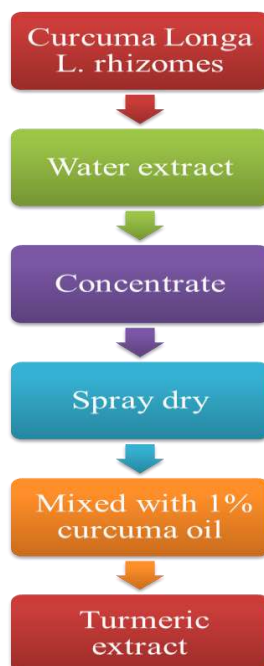 Curcuma Longa
L. rhizomes
Water extract
Concentrate
Spray dry
Mixed with 1%
curcuma oil
Turmeric
extract